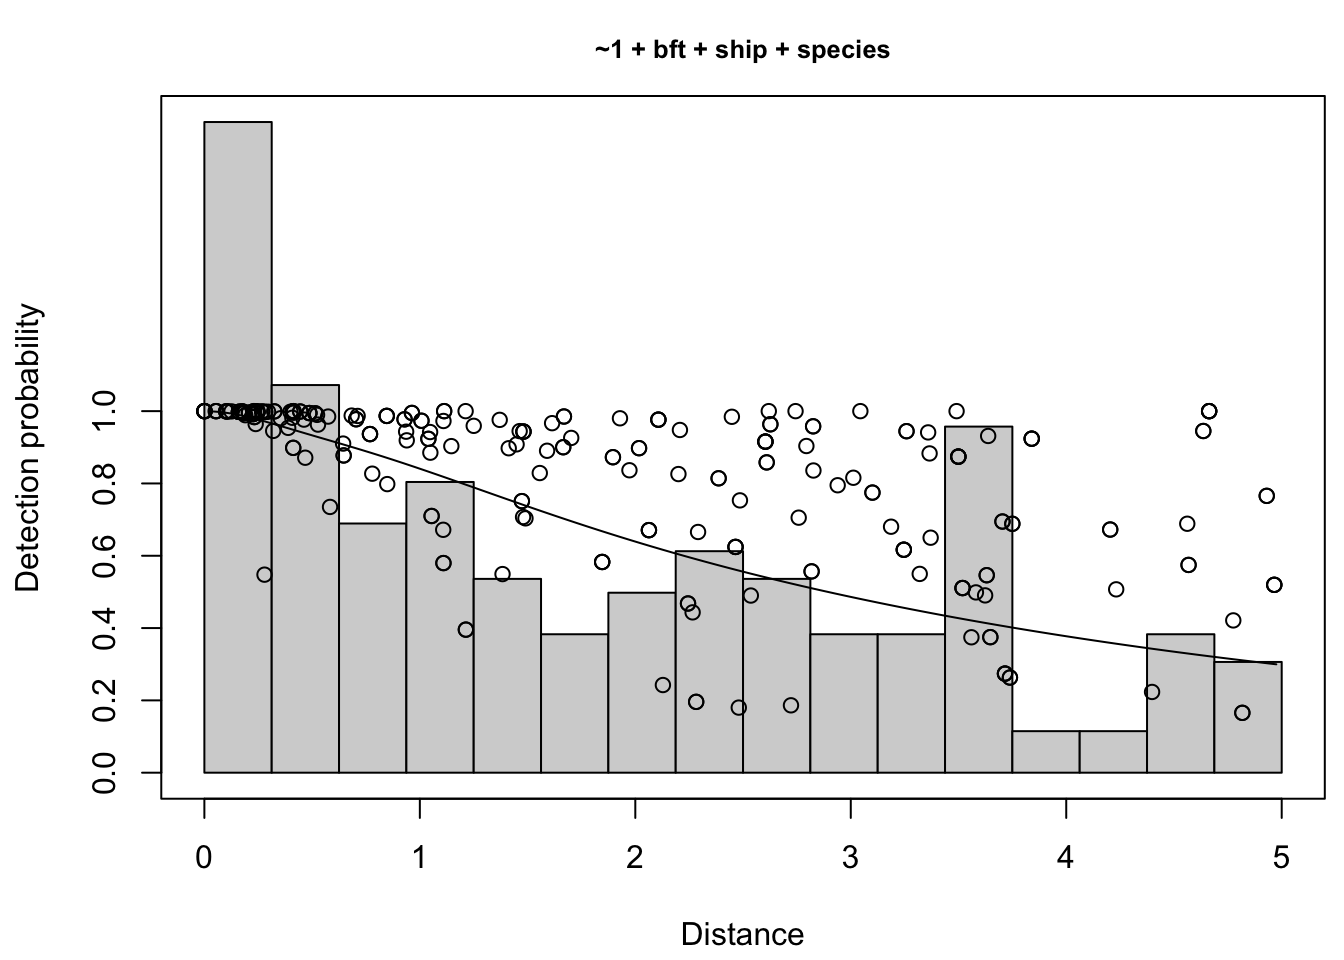 ~1 + bft + ship + species
Detection probability
1.0
0.8
0.6
0.4
0.2
0.0
0 1 2 3 4 5
Distance